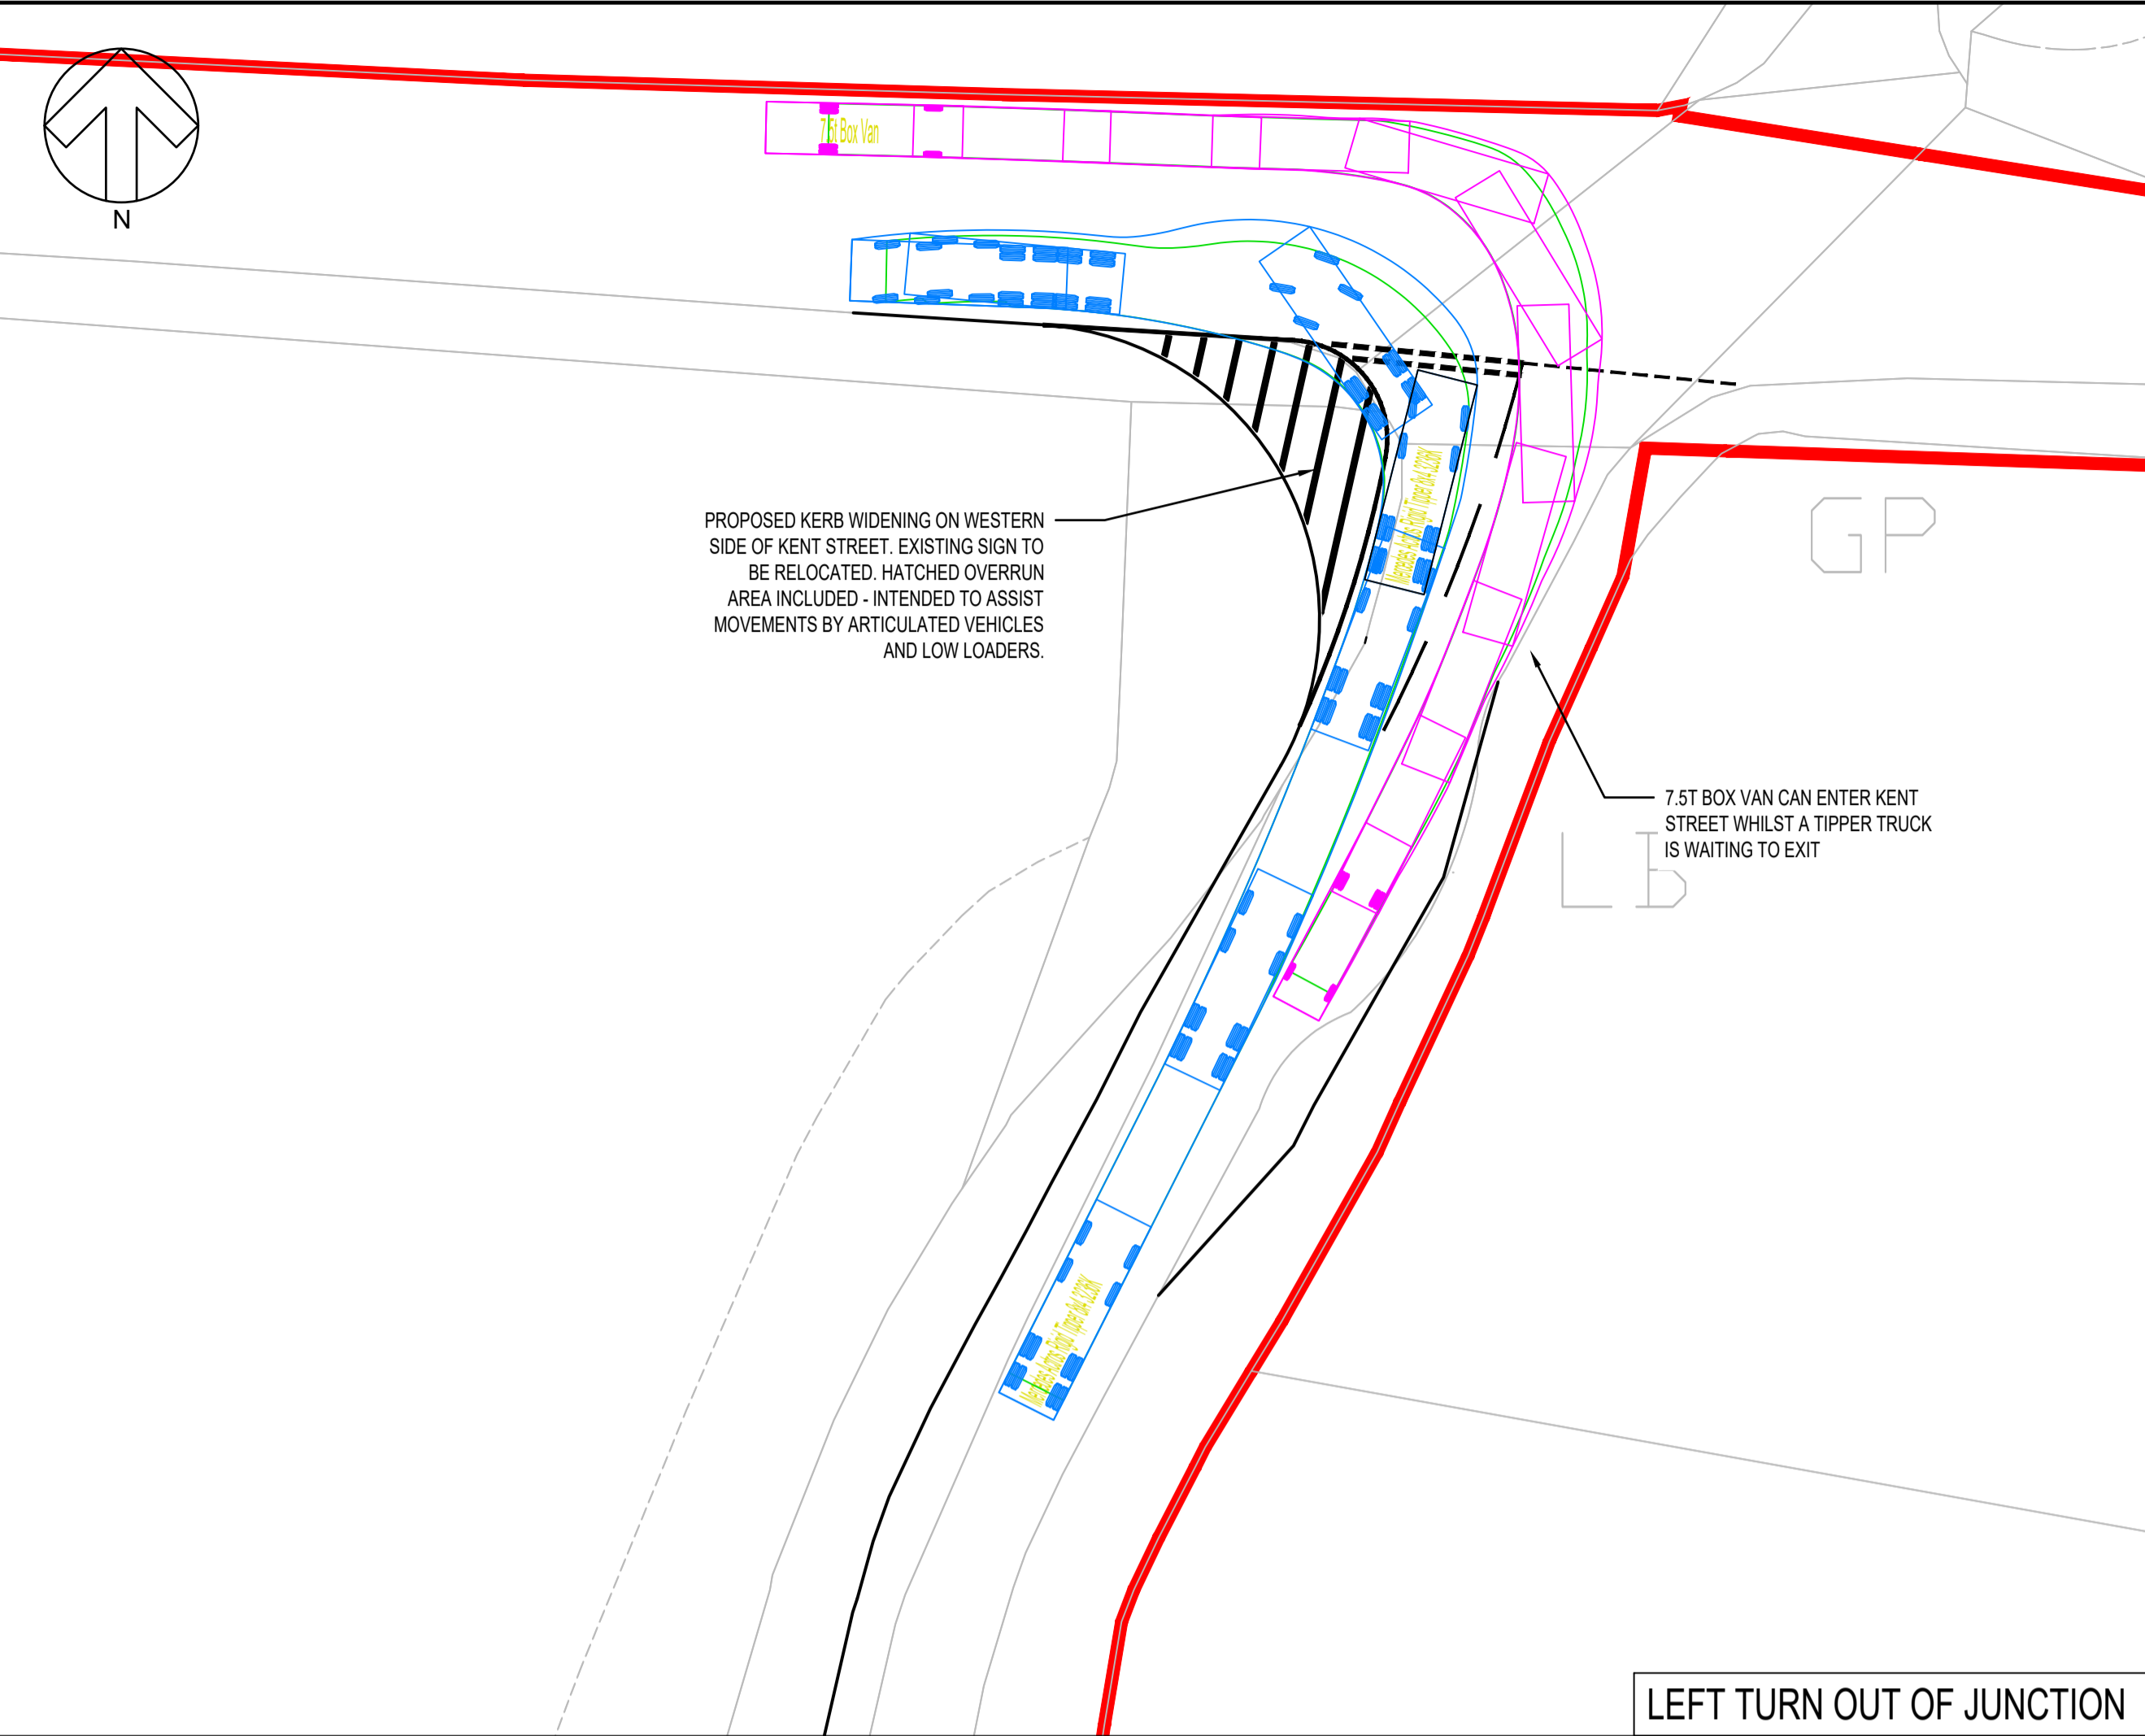 N
7.5t Box Van
PROPOSED KERB WIDENING ON WESTERN
SIDE OF KENT STREET. EXISTING SIGN TO
BE RELOCATED. HATCHED OVERRUN
AREA INCLUDED - INTENDED TO ASSIST
MOVEMENTS BY ARTICULATED VEHICLES
AND LOW LOADERS.
GP
7.5T BOX VAN CAN ENTER KENT
STREET WHILST A TIPPER TRUCK
IS WAITING TO EXIT
LB
LEFT TURN OUT OF JUNCTION